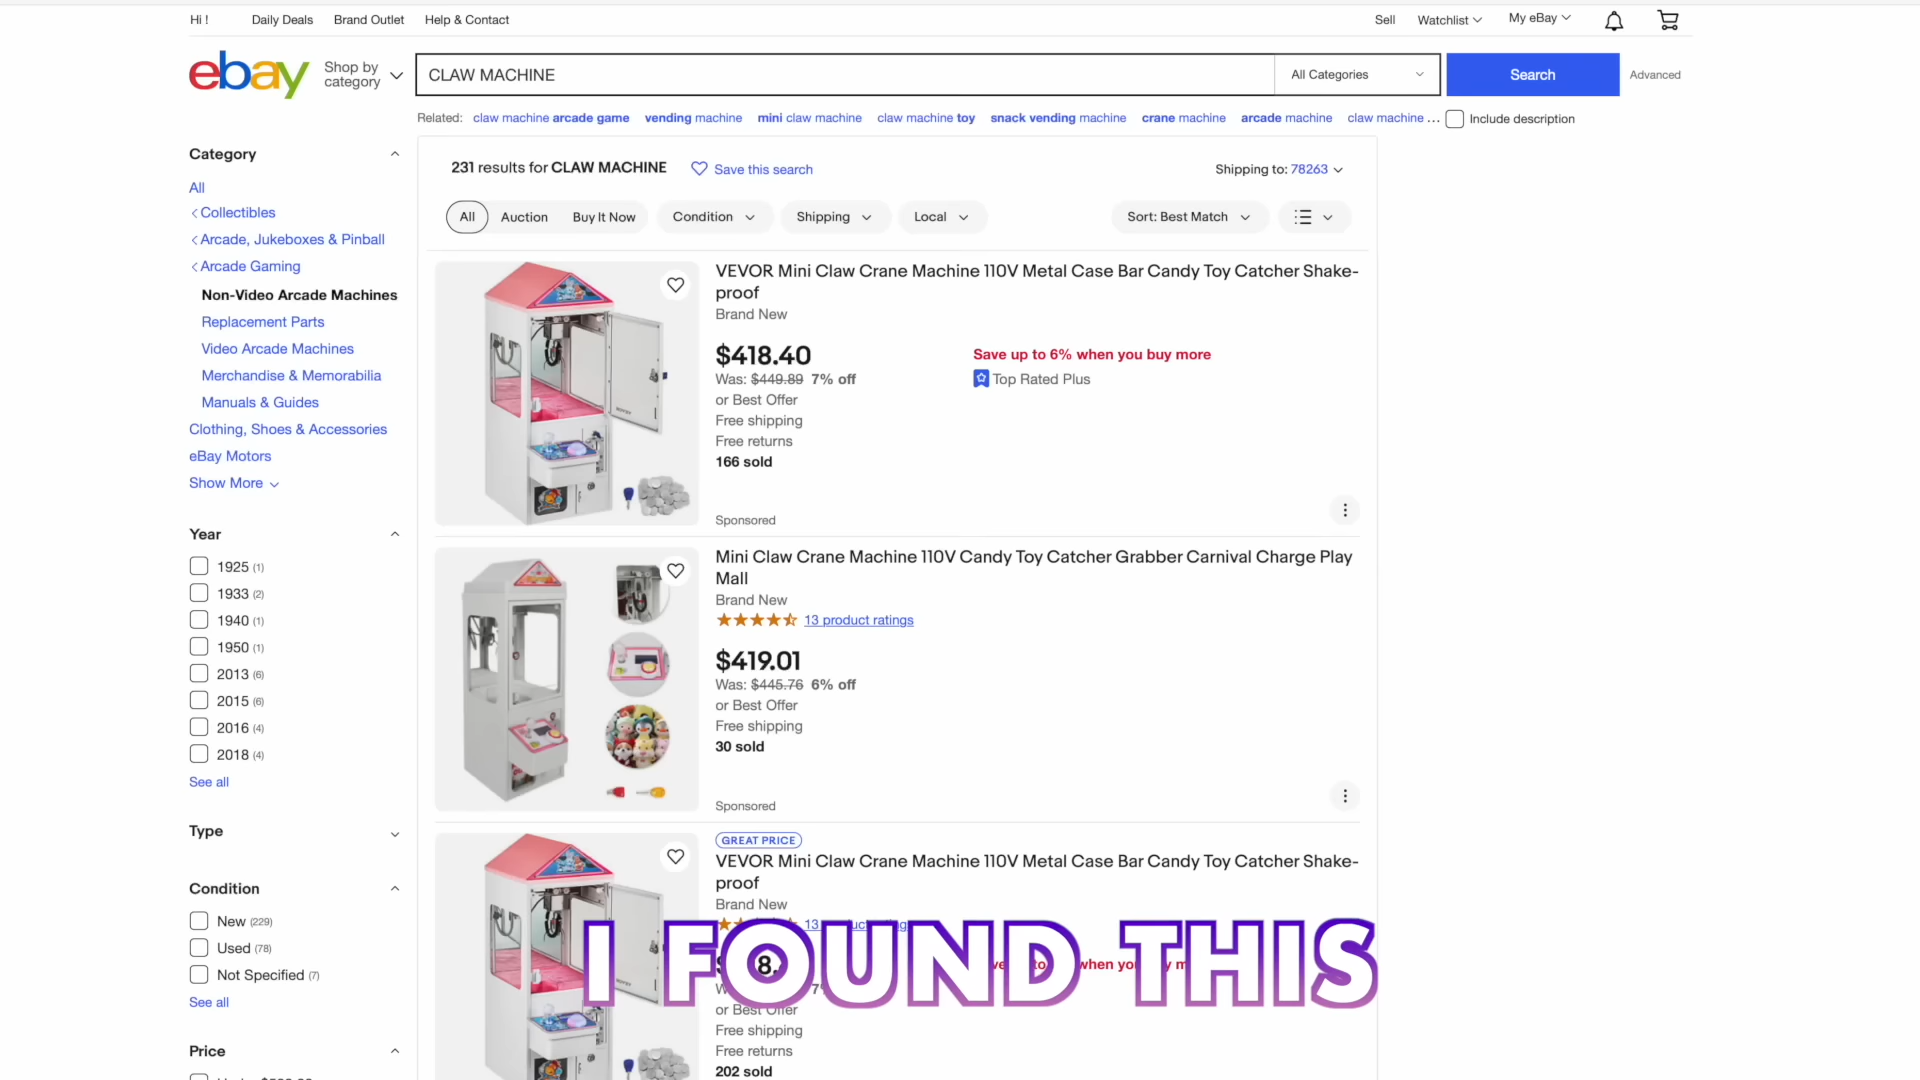 Hi !
Daily Deals
Brand Outlet
Help & Contact
Sell
Watchlist
My eBay
ebay
Shop by
category
CLAW MACHINE
All Categories
Search
Advanced
Related: claw machine arcade game vending machine mini claw machine claw machine toy snack vending machine crane machine arcade machine claw machine ...
Include description
Category
All
Collectibles
Arcade, Jukeboxes & Pinball
Arcade Gaming
Non-Video Arcade Machines
Replacement Parts
Video Arcade Machines
Merchandise & Memorabilia
Manuals & Guides
Clothing, Shoes & Accessories
eBay Motors
Show More
Year
1925 (1)
1933 (2)
1940 (1)
1950 (1)
2013 (6)
2015 (6)
2016 (4)
2018 (4)
See all
Type
Condition
New (229)
Used (78)
Not Specified (7)
See all
Price
231 results for CLAW MACHINE
Save this search
Shipping to: 78263
All
Auction
Buy It Now
Condition
Shipping
Local
Sort: Best Match
VEVOR Mini Claw Crane Machine 110V Metal Case Bar Candy Toy Catcher Shake-
proof
Brand New
$418.40
Was: $449.89 7% off
or Best Offer
Free shipping
Free returns
166 sold
Save up to 6% when you buy more
Top Rated Plus
Sponsored
Mini Claw Crane Machine 110V Candy Toy Catcher Grabber Carnival Charge Play
Mall
Brand New
13 product ratings
$419.01
Was: $445.76 6% off
or Best Offer
Free shipping
30 sold
Sponsored
GREAT PRICE
VEVOR Mini Claw Crane Machine 110V Metal Case Bar Candy Toy Catcher Shake-
proof
Brand New
I FOUND THIS
or Best Offer
Free shipping
Free returns
202 sold